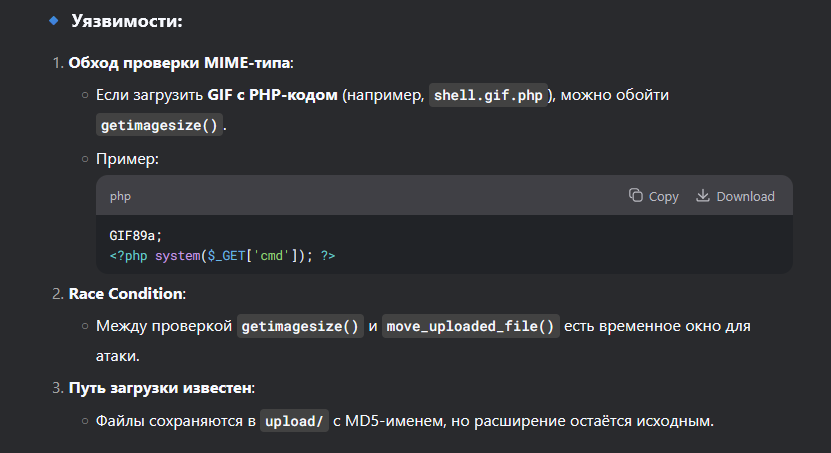 Уязвимости:
1. Обход проверки MIME-типа:
Если загрузить GIF с PHP-кодом (например, shell.gif.php), можно обойти
getimagesize().
Пример:
php Copy Download
GIF89a;
<?php system($_GET['cmd']); ?>
2. Race Condition:
Между проверкой getimagesize() и move_uploaded_file() есть временное окно для
атаки.
3. Путь загрузки известен:
Файлы сохраняются в upload/ с MD5-именем, но расширение остаётся исходным.